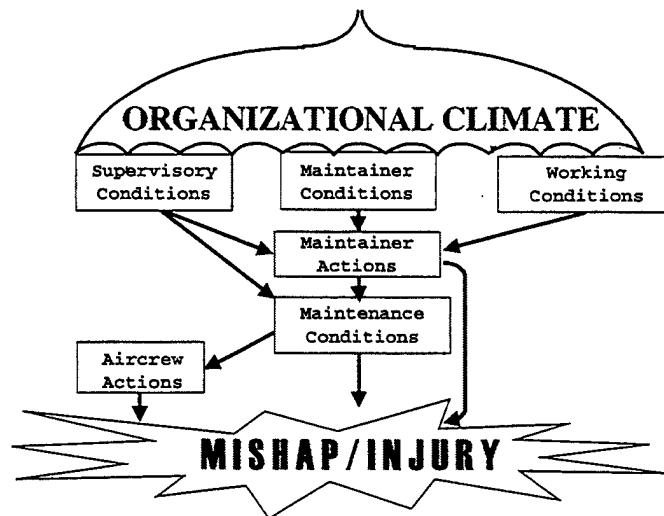 ORGANIZATIONAL CLIMATE
Supervisory
Conditions
Maintainer
Conditions
Working
Conditions
Maintainer
Actions
Maintenance
Conditions
Aircrew
Actions
MISHAP/INJURY